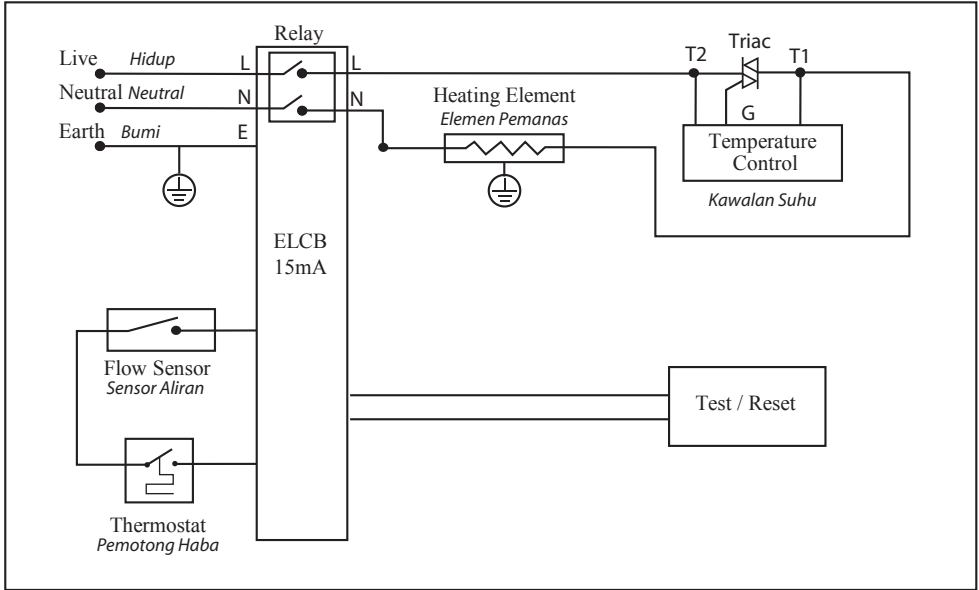 Relay
Live Hidup L L
Neutral Neutral N N
Earth Bumi E
Heating Element
Elemen Pemanas
T2 Triac T1
G
Temperature
Control
Kawalan Suhu
ELCB
15mA
Flow Sensor
Sensor Aliran
Test / Reset
Thermostat
Pemotong Haba